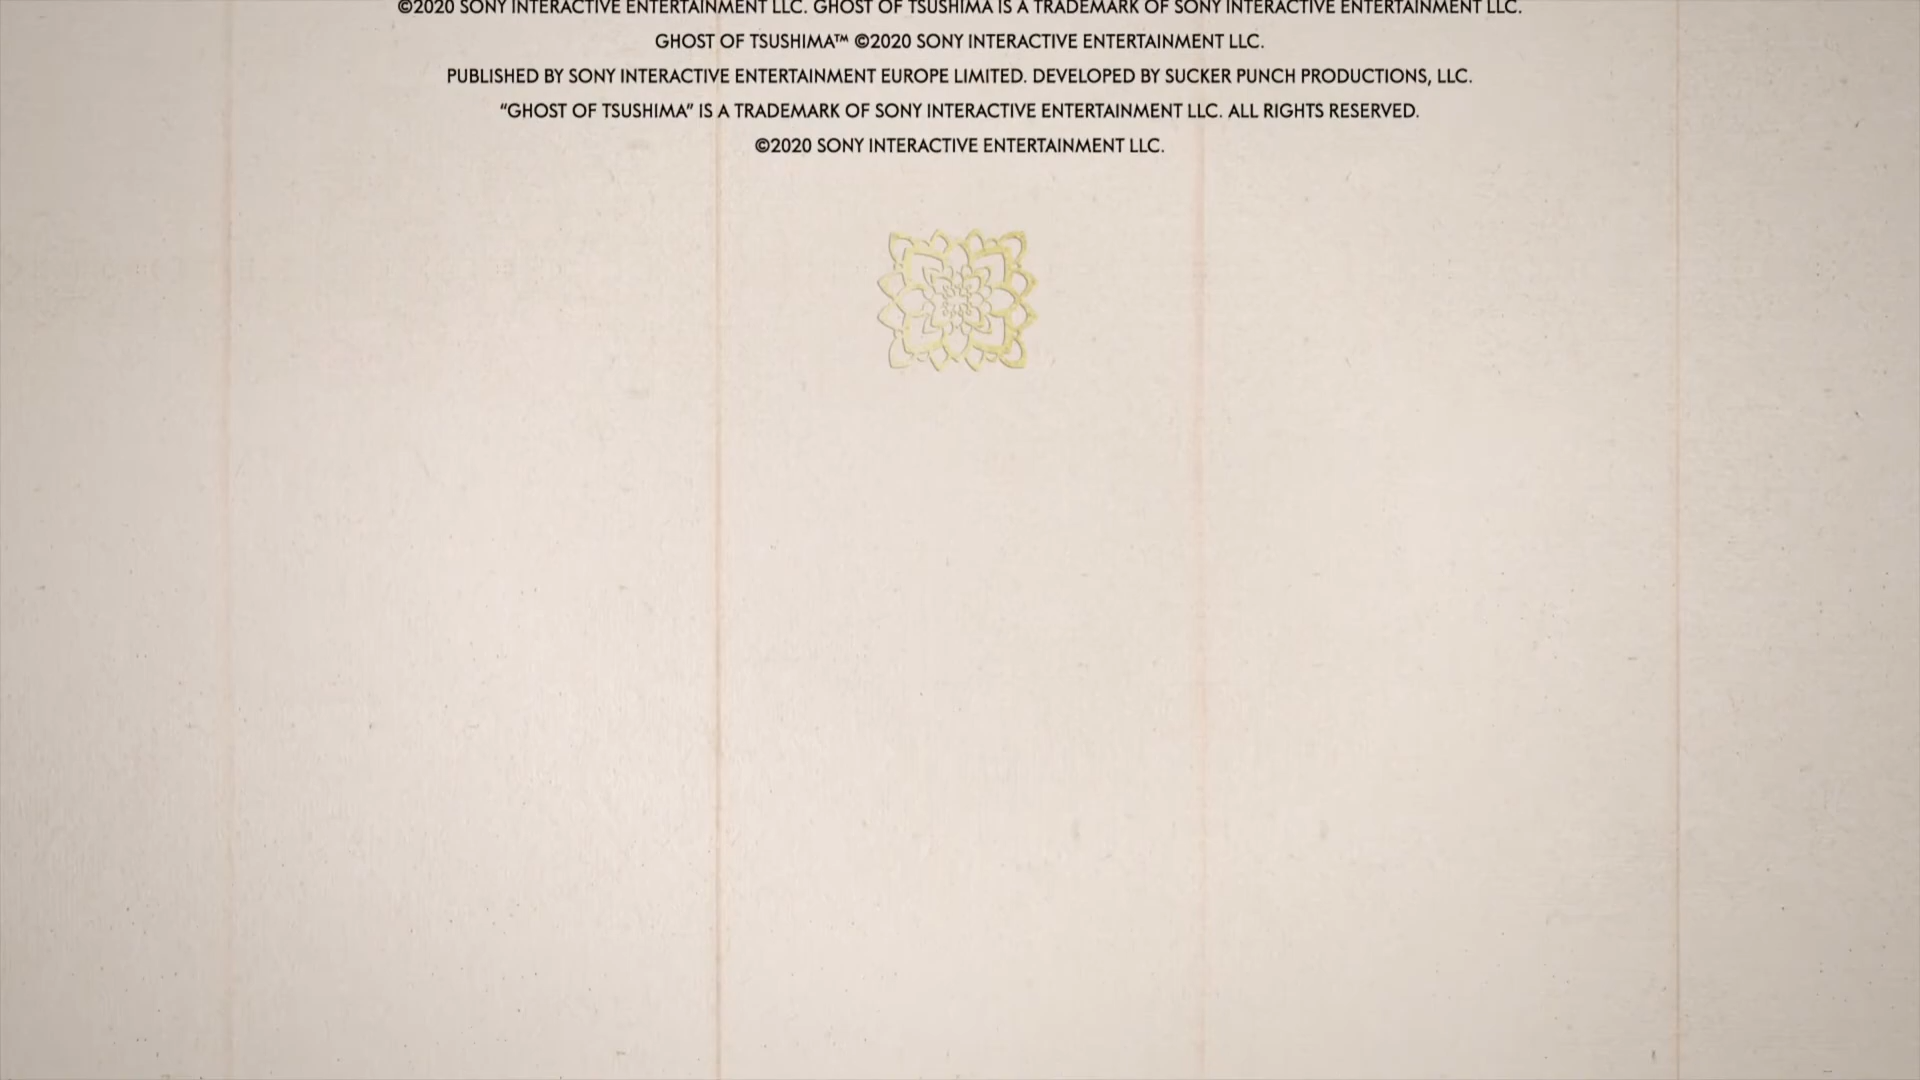 ©2020 SONY INTERACTIVE ENTERTAINMENT LLC. GHOST OF TSUSHIMA IS A TRADEMARK OF SONY INTERACTIVE ENTERTAINMENT LLC.
GHOST OF TSUSHIMA™ ©2020 SONY INTERACTIVE ENTERTAINMENT LLC.
PUBLISHED BY SONY INTERACTIVE ENTERTAINMENT EUROPE LIMITED. DEVELOPED BY SUCKER PUNCH PRODUCTIONS, LLC.
“GHOST OF TSUSHIMA” IS A TRADEMARK OF SONY INTERACTIVE ENTERTAINMENT LLC. ALL RIGHTS RESERVED.
©2020 SONY INTERACTIVE ENTERTAINMENT LLC.